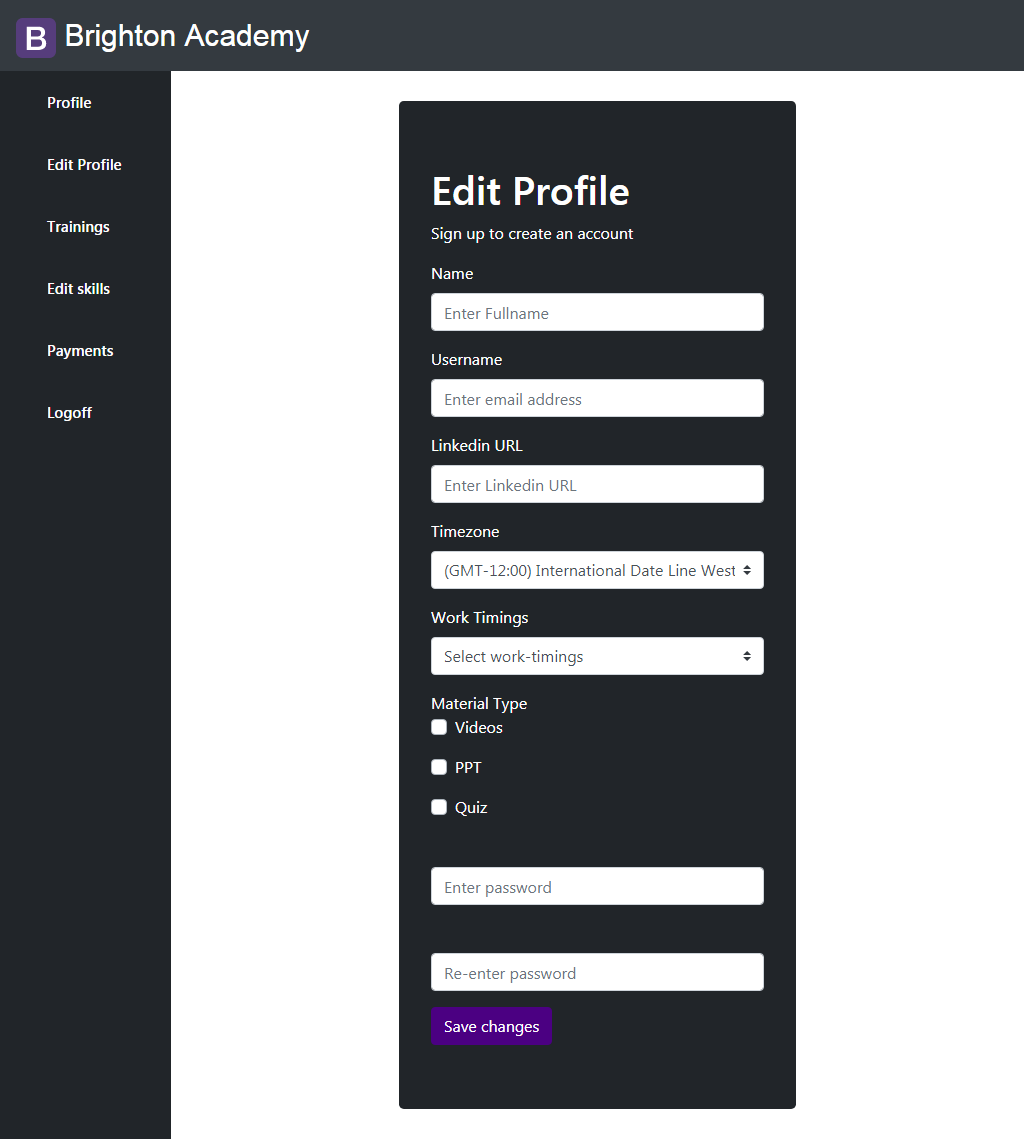 B Brighton Academy
Profile
Edit Profile
Trainings
Edit skills
Payments
Logoff
Edit Profile
Sign up to create an account
Name
Enter Fullname
Username
Enter email address
Linkedin URL
Enter Linkedin URL
Timezone
(GMT-12:00) International Date Line West
Work Timings
Select work-timings
Material Type
Videos
PPT
Quiz
Enter password
Re-enter password
Save changes